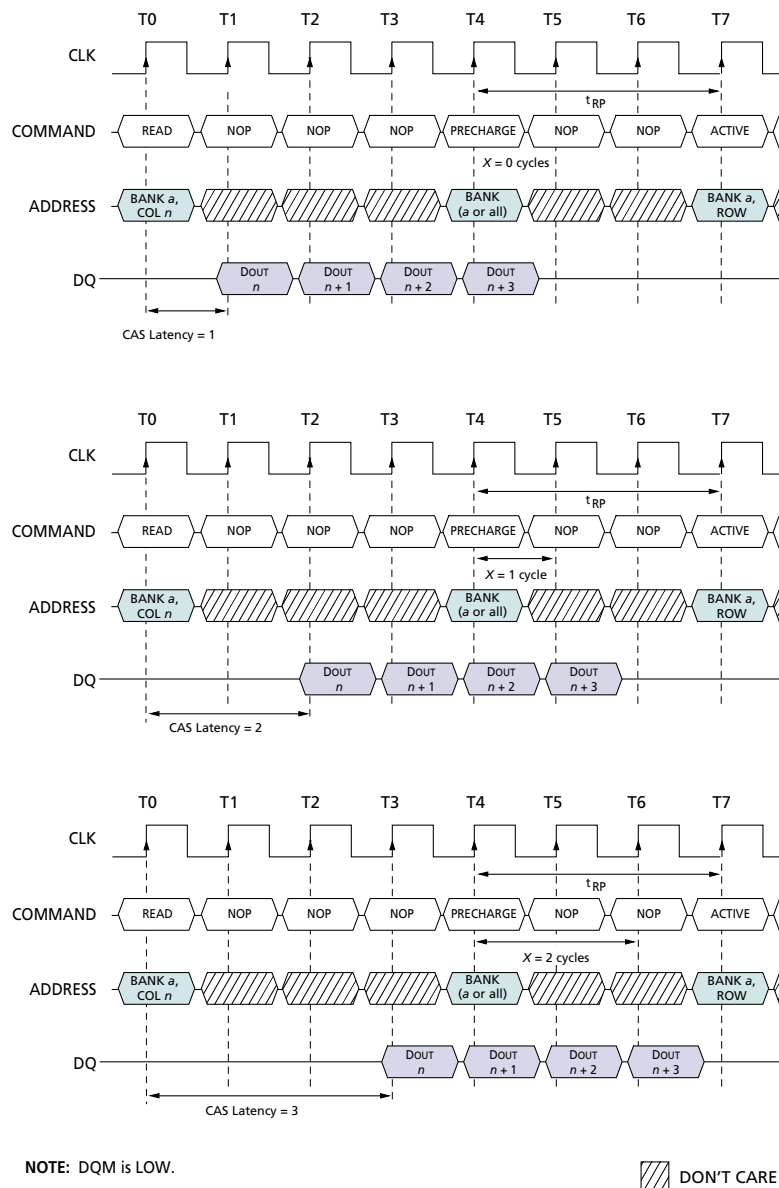 T0 T1 T2 T3 T4 T5 T6 T7
CLK
tRP
COMMAND READ NOP NOP NOP PRECHARGE NOP NOP ACTIVE
X = 0 cycles
ADDRESS BANK a, COL n BANK (a or all) BANK a, ROW
DQ DOUT n DOUT n + 1 DOUT n + 2 DOUT n + 3
CAS Latency = 1
T0 T1 T2 T3 T4 T5 T6 T7
CLK
tRP
COMMAND READ NOP NOP NOP PRECHARGE NOP NOP ACTIVE
X = 1 cycle
ADDRESS BANK a, COL n BANK (a or all) BANK a, ROW
DQ DOUT n DOUT n + 1 DOUT n + 2 DOUT n + 3
CAS Latency = 2
T0 T1 T2 T3 T4 T5 T6 T7
CLK
tRP
COMMAND READ NOP NOP NOP PRECHARGE NOP NOP ACTIVE
X = 2 cycles
ADDRESS BANK a, COL n BANK (a or all) BANK a, ROW
DQ DOUT n DOUT n + 1 DOUT n + 2 DOUT n + 3
CAS Latency = 3
NOTE: DQM is LOW.
DON'T CARE